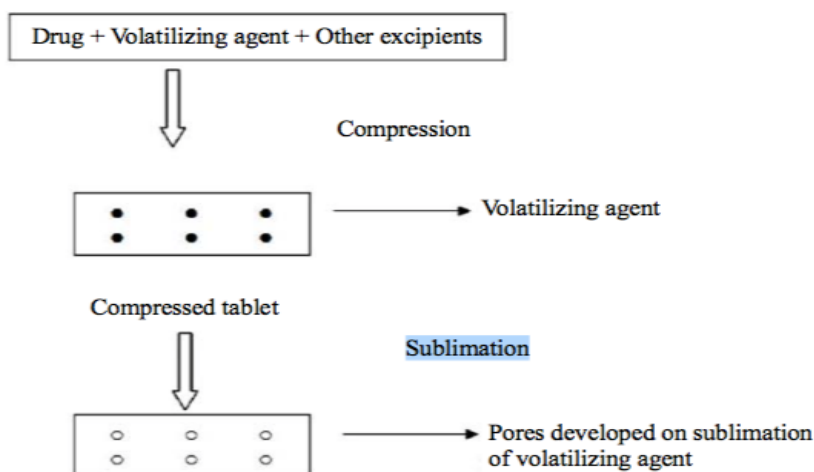 Drug + Volatilizing agent + Other excipients
Compression
Volatilizing agent
Compressed tablet
Sublimation
Pores developed on sublimation
of volatilizing agent